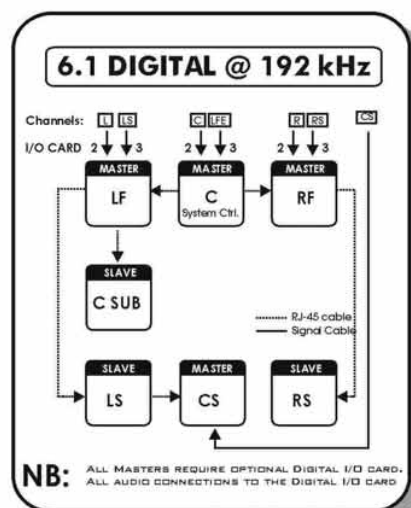 6.1 DIGITAL @ 192 kHz
Channels: L LS C LFE R RS CS
I/O CARD 2 3 2 3 2 3
MASTER MASTER MASTER
LF C RF
System Ctrl.
SLAVE
C SUB
RJ-45 cable
Signal Cable
SLAVE MASTER SLAVE
LS CS RS
NB: ALL MASTERS REQUIRE OPTIONAL DIGITAL I/O CARD.
ALL AUDIO CONNECTIONS TO THE DIGITAL I/O CARD